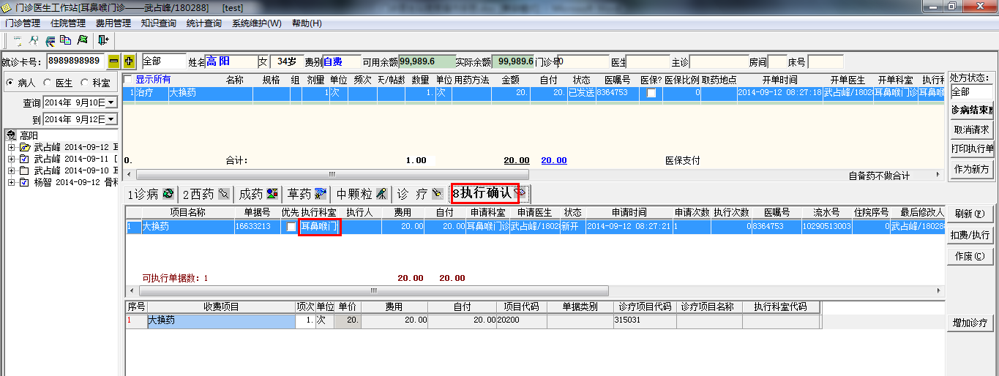 门诊医生工作站[耳鼻喉门诊——武占峰/180288] [test]
门诊管理 住院管理 费用管理 知识查询 统计查询 系统维护(W) 帮助(H)
就诊卡号: 8989898989 全部 姓名 高阳 女 34岁 费别 自费 可用余额 99,989.6 实际余额 99,989.6 门诊号 0 医生 主诊 房间 床号
病人 医生 科室
查询 2014年 9月10日
到 2014年 9月12日
高阳
武占峰 2014-09-12 耳
武占峰 2014-09-11
武占峰 2014-09-10 耳
杨智 2014-09-12 骨科
显示所有 名称 规格 组 剂量 单位 频次 天/帖数 数量 单位 用药方法 金额 自付 状态 医嘱号 医保? 医保比例 取药地点 开单时间 开单医生 开单科室 执行科
1 治疗 大换药 1 次 1. 次 20. 20. 已发送 8364753 0 2014-09-12 08:27:18 武占峰/1802 耳鼻喉门诊 耳鼻喉
0. 合计: 1.00 20.00 20.00 医保支付
自备药不做合计
处方状态:
全部
诊病结束
取消请求
打印执行单
作为新方
1诊病 2西药 成药 草药 中颗粒 诊 疗 8执行确认
项目名称 单据号 优先 执行科室 执行人 费用 自付 申请科室 申请医生 状态 申请时间 申请次数 执行次数 医嘱号 流水号 住院序号 最后修改人
1 大换药 16633213 耳鼻喉门 20.00 20.00 耳鼻喉门诊 武占峰/1802 新开 2014-09-12 08:27:21 1 0 8364753 10290513003 0 武占峰/180288
可执行单据数: 1 20.00 20.00
刷新(F)
扣费/执行
作废(C)
序号 收费项目 项次 单位 单价 费用 自付 项目代码 单据类别 诊疗项目代码 诊疗项目名称 执行科室代码
1 大换药 1. 次 20. 20.00 20.00 20200 315031
增加诊疗